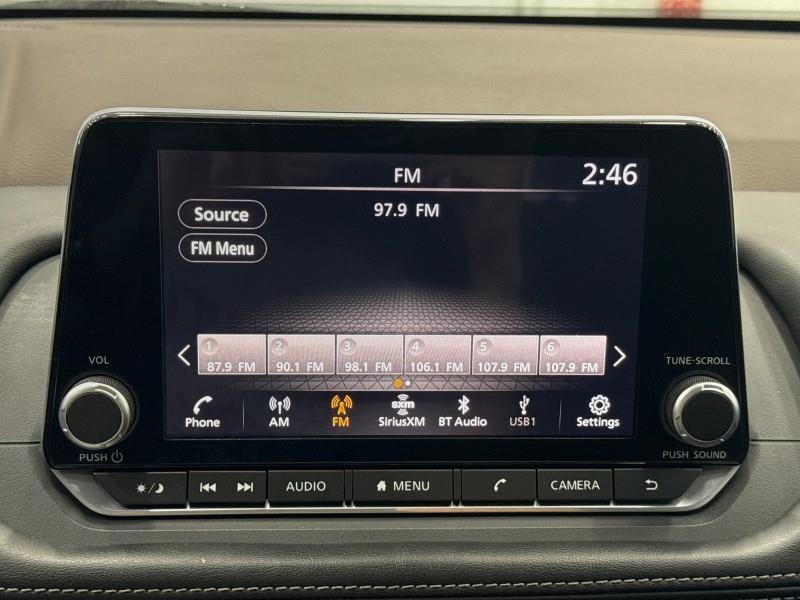 FM
2:46
Source
97.9 FM
FM Menu
1 2 3 4 5 6
87.9 FM 90.1 FM 98.1 FM 106.1 FM 107.9 FM 107.9 FM
VOL
TUNE·SCROLL
sxm
Phone AM FM SiriusXM BT Audio USB1 Settings
PUSH
PUSH SOUND
AUDIO MENU CAMERA